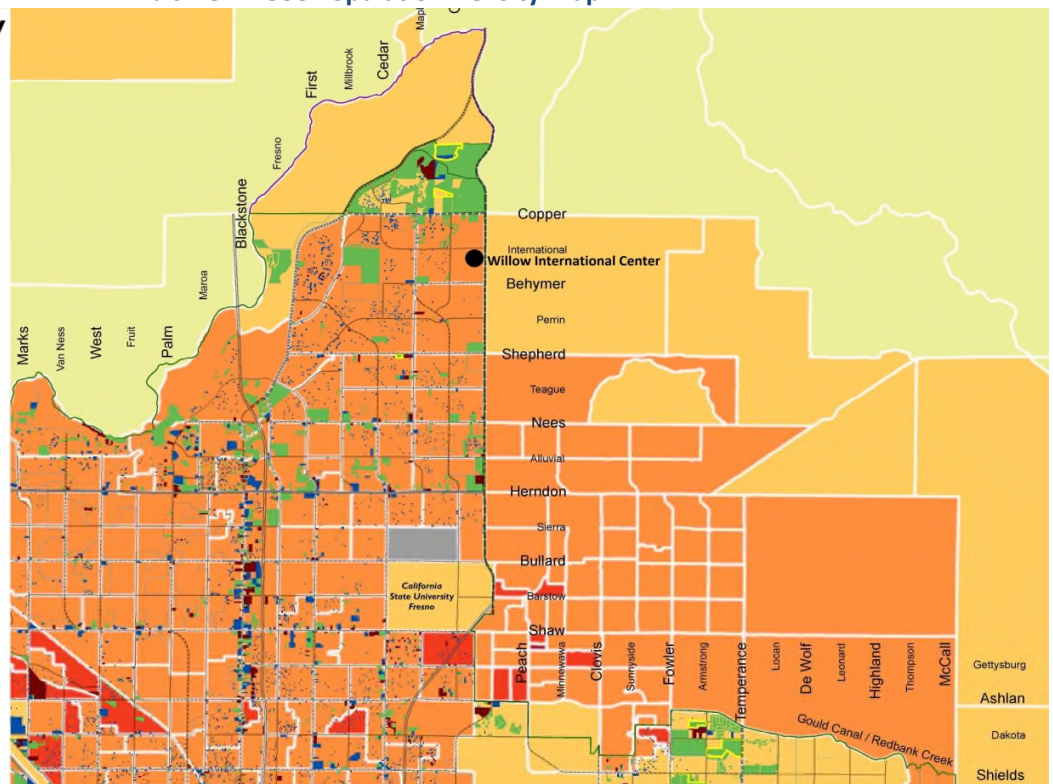 Cedar
Millbrook
First
Fresno
Blackstone
Copper
International
Willow International Center
Behymer
Maroa
Perrin
Marks
Van Ness
West
Fruit
Palm
Shepherd
Teague
Nees
Alluvial
Herndon
Sierra
Bullard
California
State University
Fresno
Barstow
Shaw
Peach
Minnewawa
Clovis
Sunnyside
Fowler
Armstrong
Temperance
Locan
De Wolf
Leonard
Highland
Thompson
McCall
Gettysburg
Ashlan
Gould Canal / Redbank Creek
Dakota
Shields